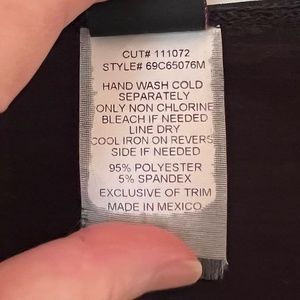 CUT# 111072
STYLE# 69C65076M
HAND WASH COLD
SEPARATELY
ONLY NON CHLORINE
BLEACH IF NEEDED
LINE DRY
COOL IRON ON REVERS
SIDE IF NEEDED
95% POLYESTER
5% SPANDEX
EXCLUSIVE OF TRIM
MADE IN MEXICO